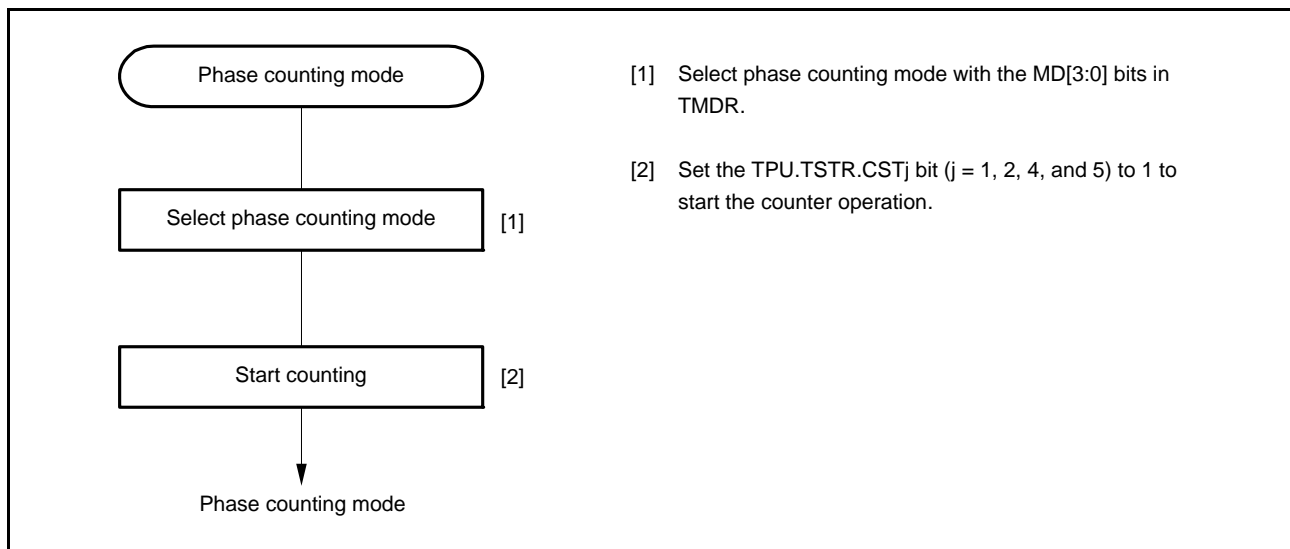 Phase counting mode
Select phase counting mode [1]
Start counting [2]
Phase counting mode
[1] Select phase counting mode with the MD[3:0] bits in
TMDR.
[2] Set the TPU.TSTR.CSTj bit (j = 1, 2, 4, and 5) to 1 to
start the counter operation.